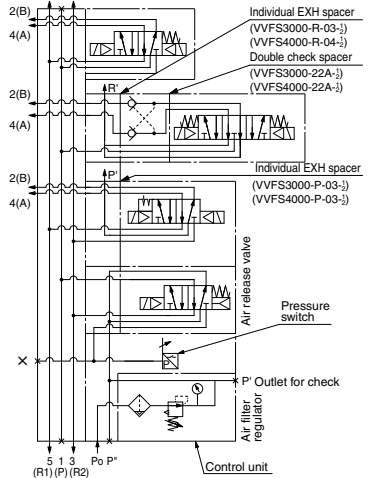 Individual EXH spacer
2(B)
(VVFS3000-R-03-½)
4(A)
(VVFS4000-R-04-½)
Double check spacer
(VVFS3000-22A-½)
2(B)
R'
(VVFS4000-22A-½)
4(A)
2(B)
P'
Individual EXH spacer
4(A)
(VVFS3000-P-03-½)
(VVFS4000-P-03-½)
Air release valve
Pressure
switch
X
P' Outlet for check
Air filter
regulator
5 1 3 Po P"
(R1) (P) (R2)
Control unit